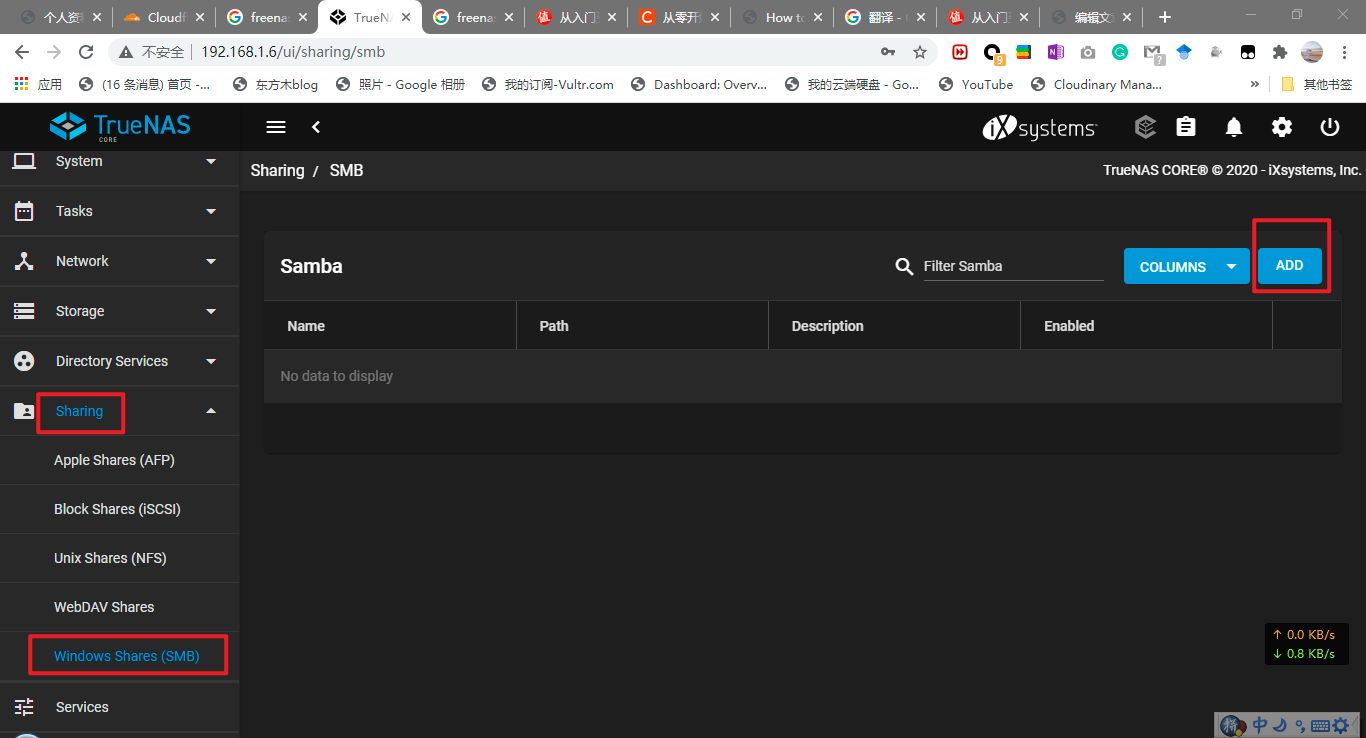 个人资
Cloudf
freena
TrueNA
freena
从入门
从零开
How to
翻译 - G
从入门
编辑文
不安全 192.168.1.6/ui/sharing/smb
9
?
应用 (16 条消息) 首页 -... 东方木blog 照片 - Google 相册 我的订阅-Vultr.com Dashboard: Overv... 我的云端硬盘 - Go... YouTube Cloudinary Mana... » 其他书签
TrueNAS
CORE
iXsystems
System
Sharing / SMB
TrueNAS CORE® © 2020 - iXsystems, Inc.
Tasks
Network
Storage
Directory Services
Sharing
Apple Shares (AFP)
Block Shares (iSCSI)
Unix Shares (NFS)
WebDAV Shares
Windows Shares (SMB)
Services
Samba
Filter Samba
COLUMNS
ADD
Name Path Description Enabled
No data to display
↑ 0.0 KB/s
↓ 0.8 KB/s
中